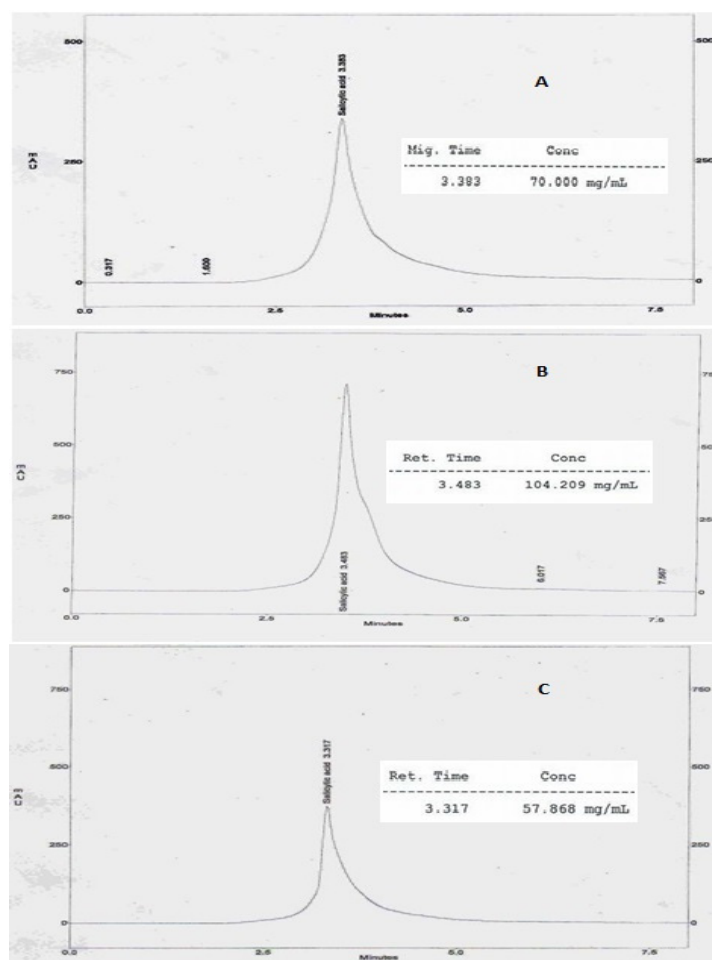 500
500
Salicylic acid 3.383
A
Mig. Time Conc
3.383 70.000 mg/mL
250
250
0.317
1.600
0
0
0.0 2.5 5.0 7.5
Minutes
750
750
B
500
500
Ret. Time Conc
3.483 104.209 mg/mL
250
250
Salicylic acid 3.483
6.017
7.567
0
0
0.0 2.5 5.0 7.5
Minutes
C
750
750
Salicylic acid 3.317
500
500
Ret. Time Conc
3.317 57.868 mg/mL
250
250
0
0
0.0 2.5 5.0 7.5
Minutes